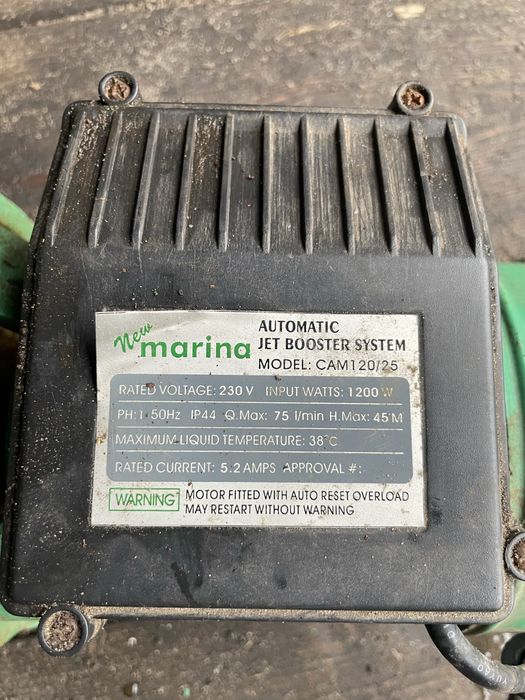 New marina
AUTOMATIC
JET BOOSTER SYSTEM
MODEL: CAM120/25
RATED VOLTAGE: 230 V INPUT WATTS: 1200 W
PH: 1 50Hz IP44 Q.Max: 75 l/min H.Max: 45 M
MAXIMUM LIQUID TEMPERATURE: 38°C
RATED CURRENT: 5.2 AMPS APPROVAL #:
WARNING MOTOR FITTED WITH AUTO RESET OVERLOAD
MAY RESTART WITHOUT WARNING